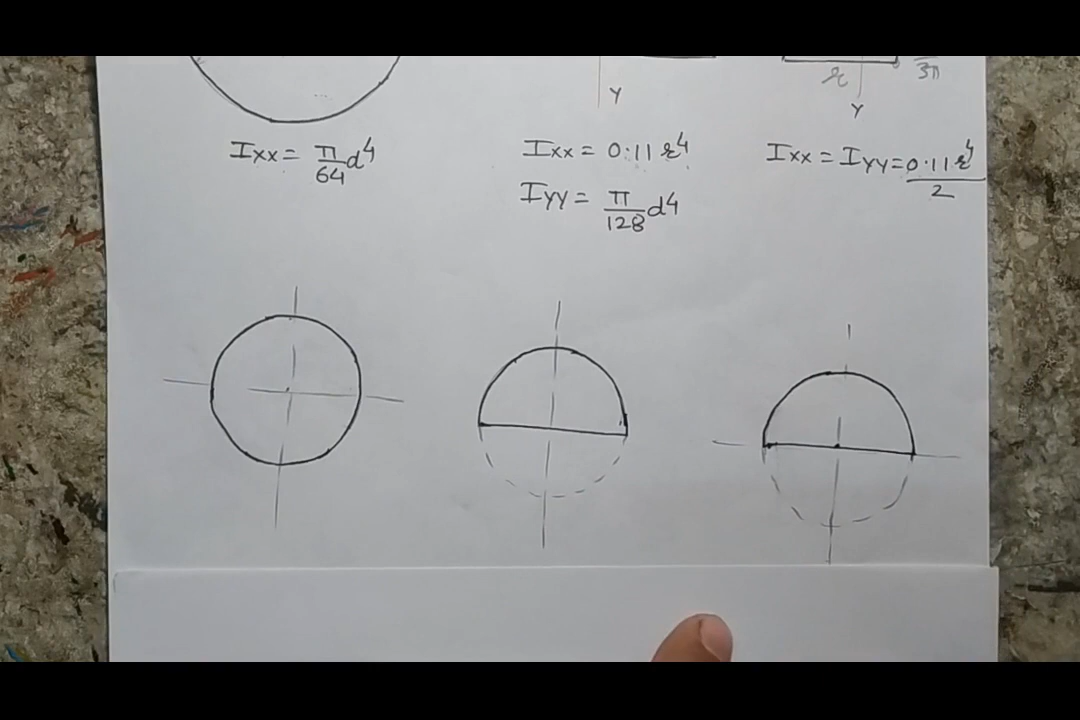 r
3π
Y
Y
Ixx = π/64 d⁴
Ixx = 0.11 r⁴
Ixx = Iyy = 0.11 r⁴/2
Iyy = π/128 d⁴